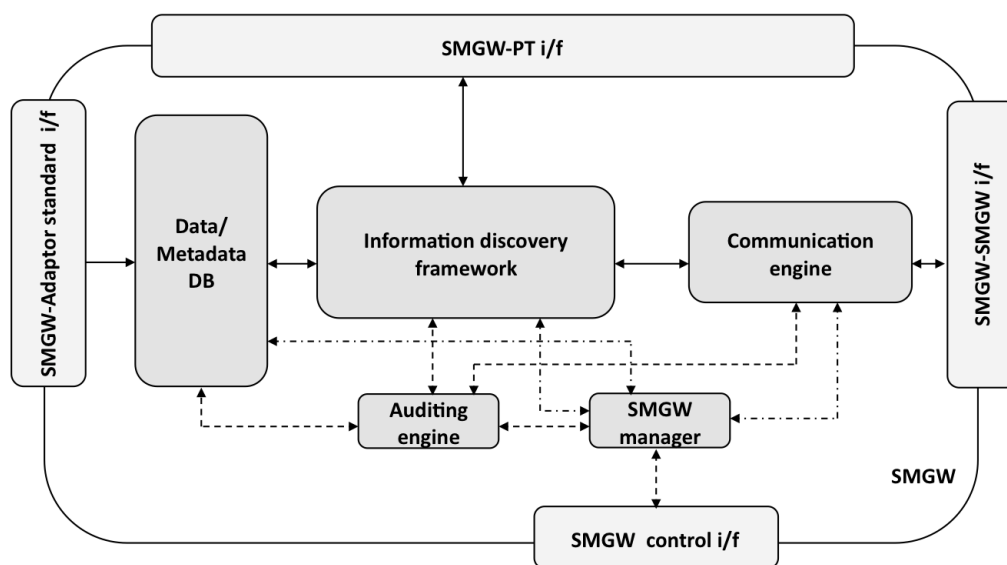 SMGW-PT i/f
SMGW-Adaptor standard i/f
Data/
Metadata
DB
Information discovery
framework
Communication
engine
SMGW-SMGW i/f
Auditing
engine
SMGW
manager
SMGW
SMGW control i/f